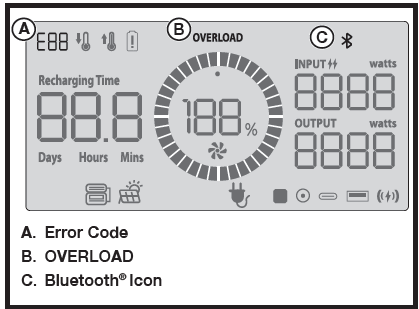 A
E88
B
OVERLOAD
C
Recharging Time
88.8
Days Hours Mins
188 %
INPUT watts
8888
OUTPUT watts
8888
A. Error Code
B. OVERLOAD
C. Bluetooth® Icon